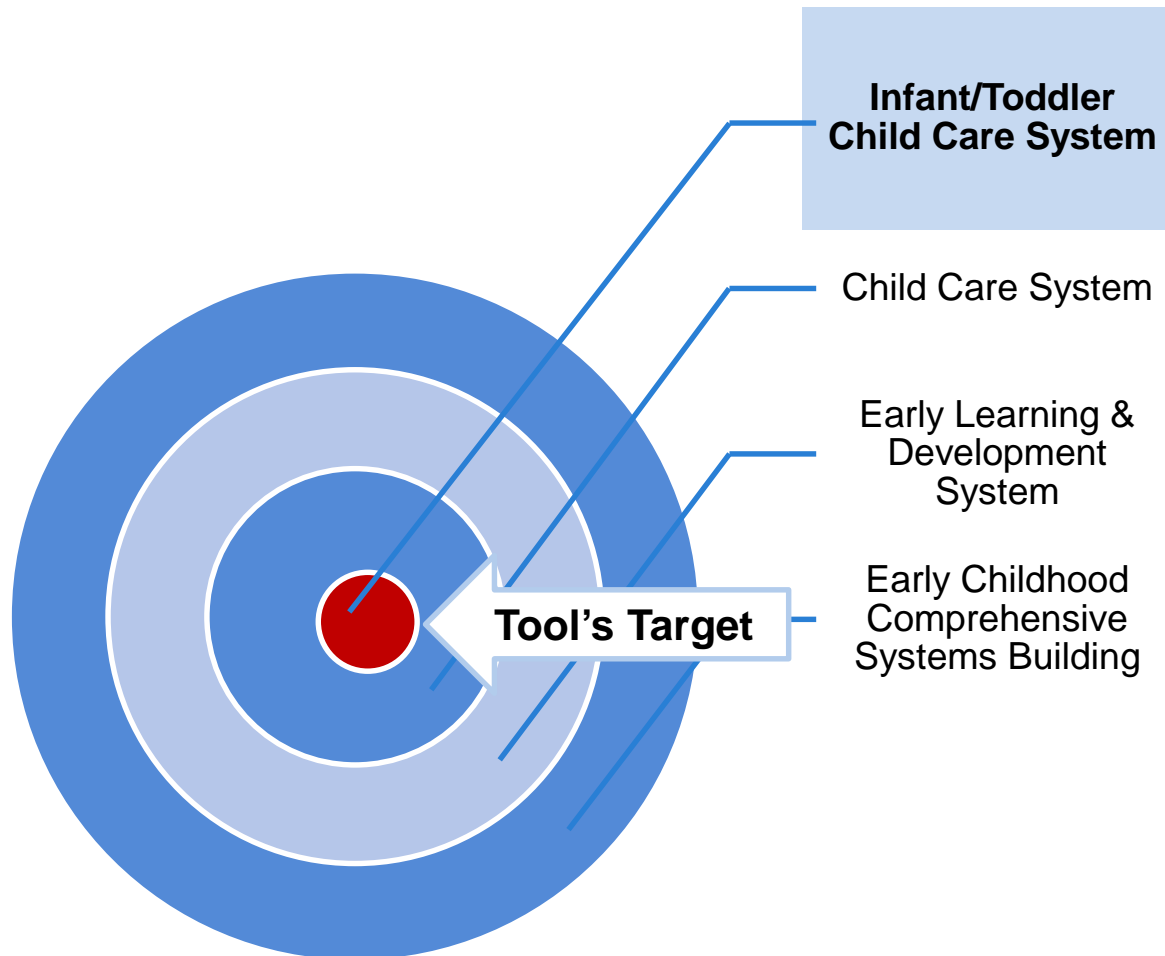 Infant/Toddler
Child Care System
Child Care System
Early Learning &
Development
System
Early Childhood
Comprehensive
Systems Building
Tool’s Target